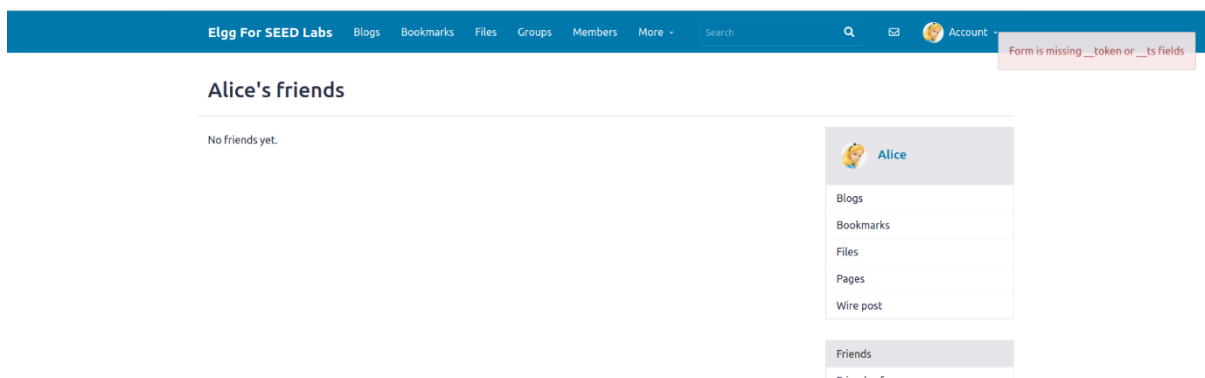 Elgg For SEED Labs Blogs Bookmarks Files Groups Members More Search Account
Form is missing __token or __ts fields
Alice's friends
No friends yet.
Alice
Blogs
Bookmarks
Files
Pages
Wire post
Friends